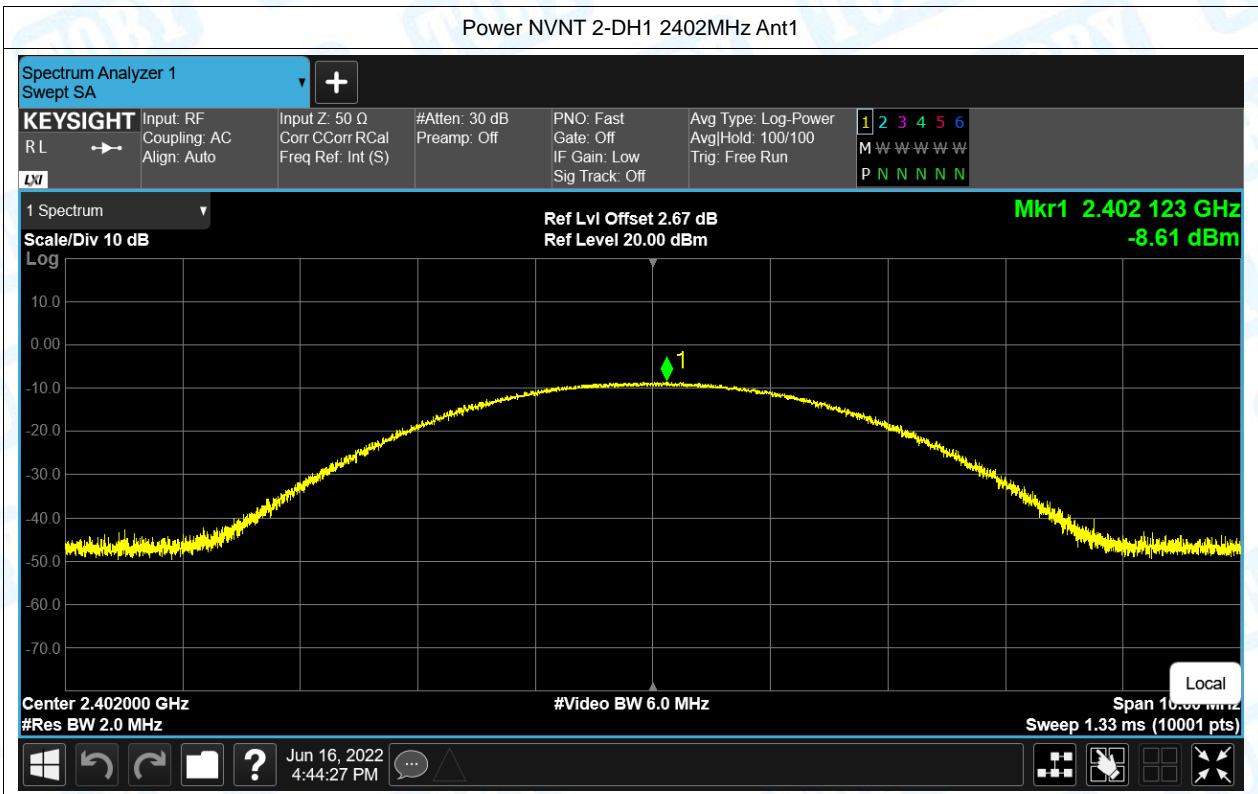 Power NVNT 2-DH1 2402MHz Ant1
Spectrum Analyzer 1
Swept SA
+
KEYSIGHT
RL
LXI
Input: RF
Coupling: AC
Align: Auto
Input Z: 50 Ω
Corr CCorr RCal
Freq Ref: Int (S)
#Atten: 30 dB
Preamp: Off
PNO: Fast
Gate: Off
IF Gain: Low
Sig Track: Off
Avg Type: Log-Power
Avg|Hold: 100/100
Trig: Free Run
1 2 3 4 5 6
M W W W W W
P N N N N N
1 Spectrum
Scale/Div 10 dB
Ref Lvl Offset 2.67 dB
Ref Level 20.00 dBm
Mkr1 2.402 123 GHz
-8.61 dBm
Log
10.0
0.00
-10.0
-20.0
-30.0
-40.0
-50.0
-60.0
-70.0
1
Center 2.402000 GHz
#Res BW 2.0 MHz
#Video BW 6.0 MHz
Local
Span 10.00 MHz
Sweep 1.33 ms (10001 pts)
?
Jun 16, 2022
4:44:27 PM